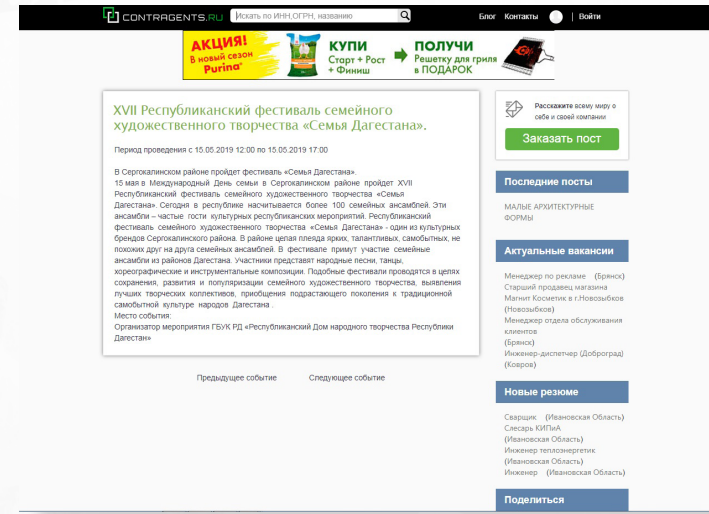 CONTRAGENTS.RU
Искать по ИНН,ОГРН, названию
Блог Контакты | Войти
АКЦИЯ!
В новый сезон
Purina®
КУПИ
Старт + Рост
+ Финиш
ПОЛУЧИ
Решетку для гриля
в ПОДАРОК
XVII Республиканский фестиваль семейного
художественного творчества «Семья Дагестана».
Период проведения с 15.05.2019 12:00 по 15.05.2019 17:00
В Сергокалинском районе пройдет фестиваль «Семья Дагестана».
15 мая в Международный День семьи в Сергокалинском районе пройдет XVII
Республиканский фестиваль семейного художественного творчества «Семья
Дагестана». Сегодня в республике насчитывается более 100 семейных ансамблей. Эти
ансамбли – частые гости культурных республиканских мероприятий. Республиканский
фестиваль семейного художественного творчества «Семья Дагестана» - один из культурных
брендов Сергокалинского района. В районе целая плеяда ярких, талантливых, самобытных, не
похожих друг на друга семейных ансамблей. В фестивале примут участие семейные
ансамбли из районов Дагестана. Участники представят народные песни, танцы,
хореографические и инструментальные композиции. Подобные фестивали проводятся в целях
сохранения, развития и популяризации семейного художественного творчества, выявления
лучших творческих коллективов, приобщения подрастающего поколения к традиционной
самобытной культуре народов Дагестана .
Место события:
Организатор мероприятия ГБУК РД «Республиканский Дом народного творчества Республики
Дагестан»
Предыдущее событие Следующее событие
Расскажите всему миру о
себе и своей компании
Заказать пост
Последние посты
МАЛЫЕ АРХИТЕКТУРНЫЕ
ФОРМЫ
Актуальные вакансии
Менеджер по рекламе (Брянск)
Старший продавец магазина
Магнит Косметик в г.Новозыбков
(Новозыбков)
Менеджер отдела обслуживания
клиентов
(Брянск)
Инженер-диспетчер (Доброград)
(Ковров)
Новые резюме
Сварщик (Ивановская Область)
Слесарь КИПиА
(Ивановская Область)
Инженер теплоэнергетик
(Ивановская Область)
Инженер (Ивановская Область)
Поделиться